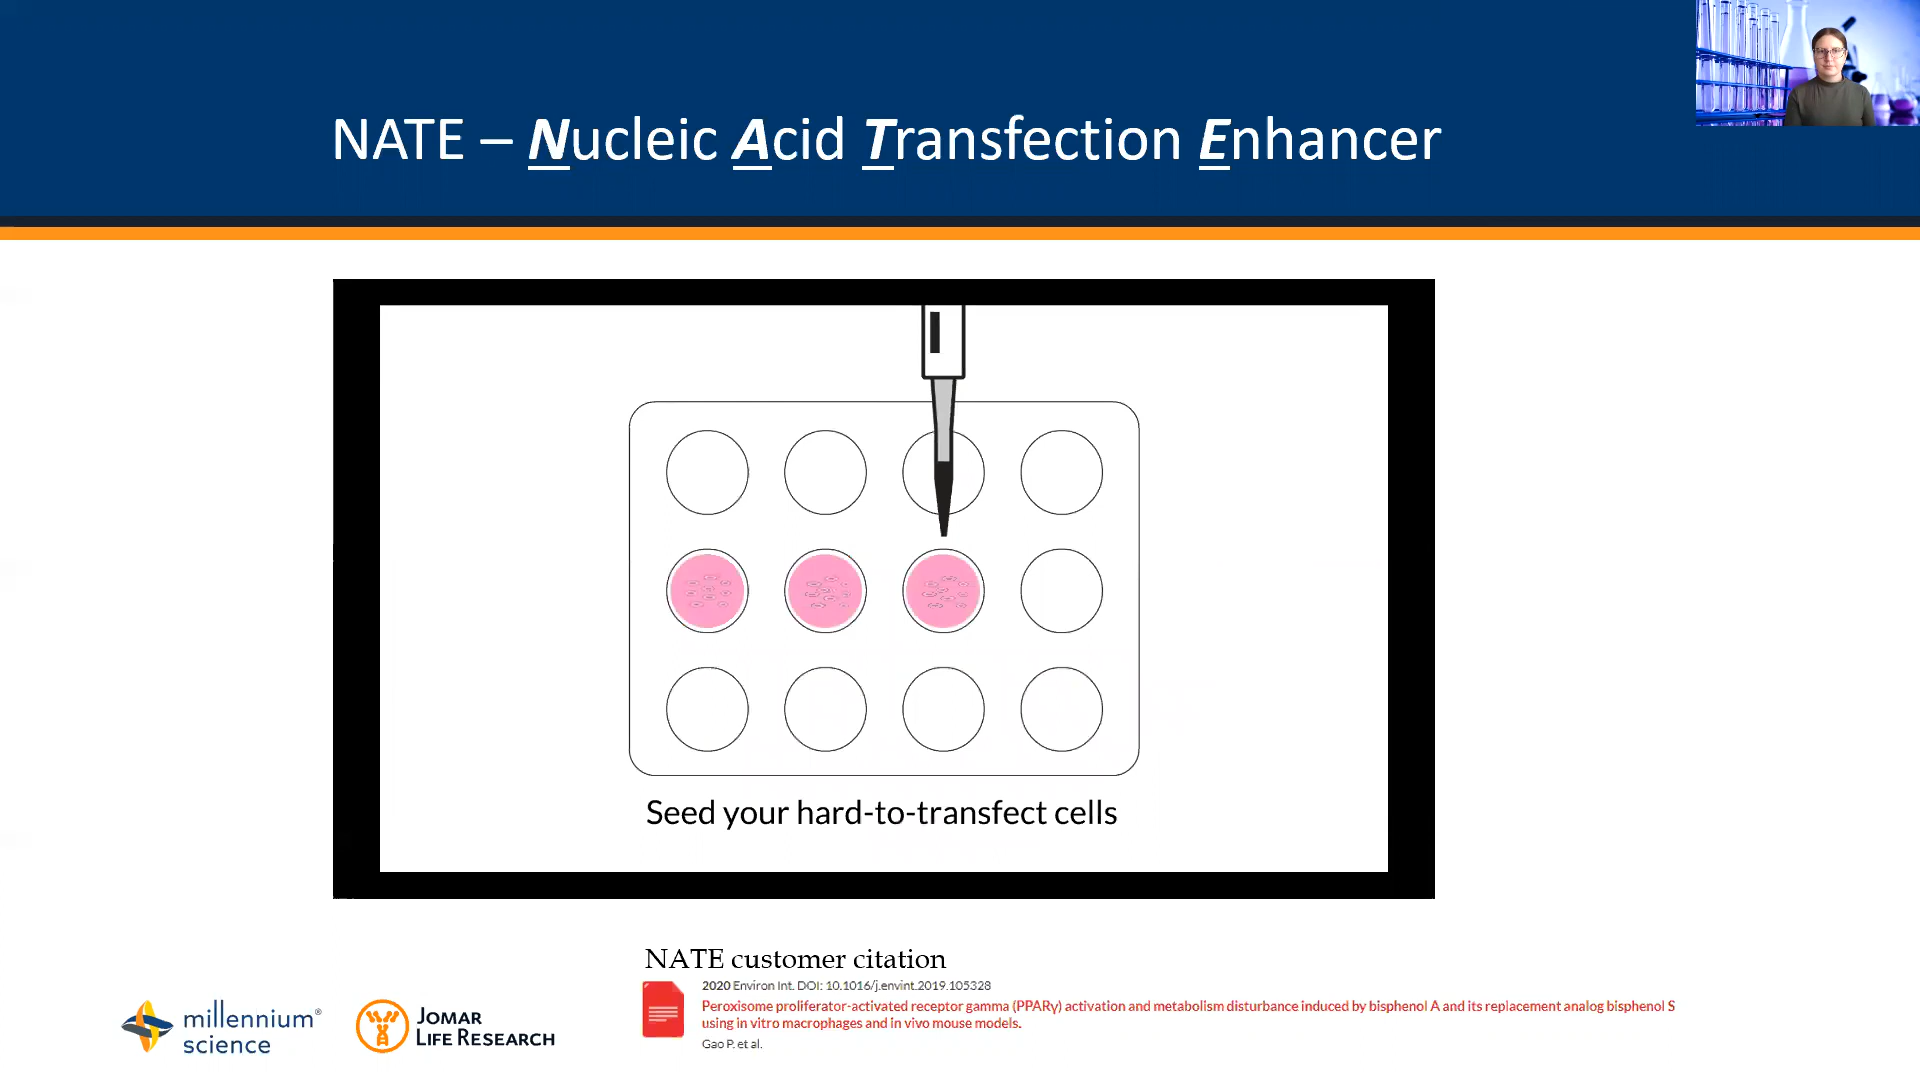 NATE – Nucleic Acid Transfection Enhancer
Seed your hard-to-transfect cells
NATE customer citation
2020 Environ Int. DOI: 10.1016/j.envint.2019.105328
Peroxisome proliferator-activated receptor gamma (PPARγ) activation and metabolism disturbance induced by bisphenol A and its replacement analog bisphenol S
using in vitro macrophages and in vivo mouse models.
Gao P. et al.
millennium®
science
JOMAR
LIFE RESEARCH